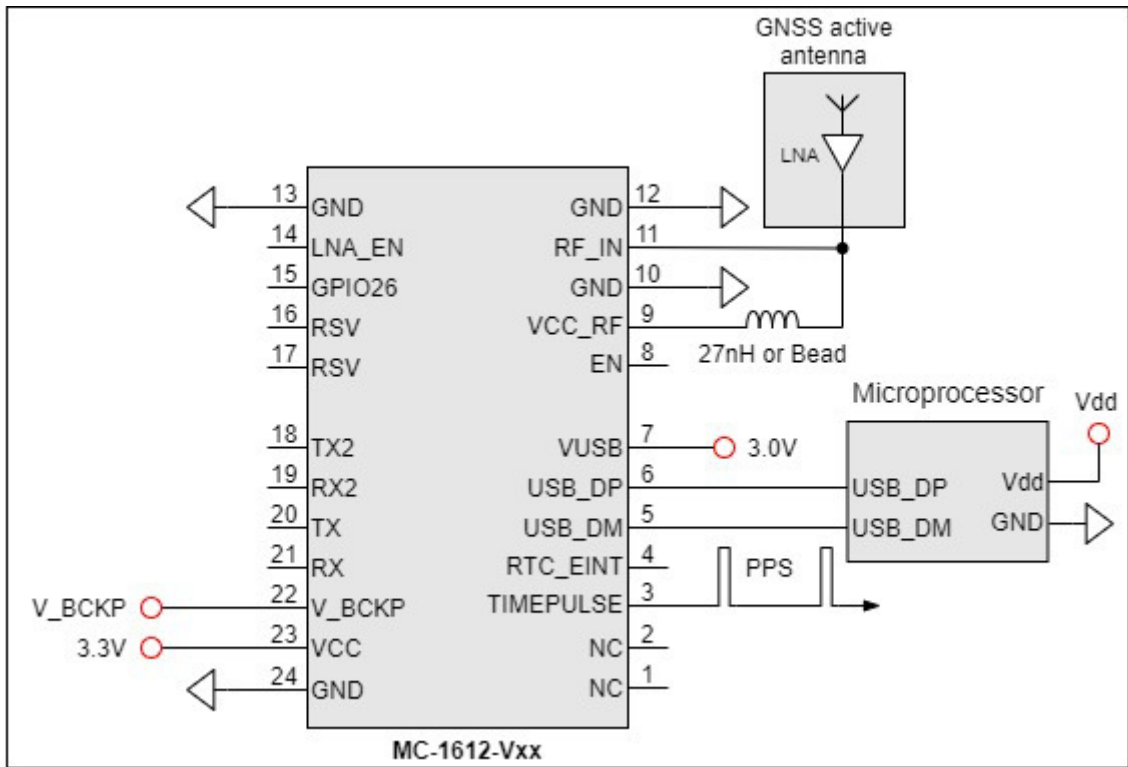 GNSS active
antenna
LNA
13 GND GND 12
14 LNA_EN RF_IN 11
15 GPIO26 GND 10
16 RSV VCC_RF 9
27nH or Bead
17 RSV EN 8
Microprocessor
Vdd
18 TX2 VUSB 7 3.0V
19 RX2 USB_DP 6 USB_DP Vdd
20 TX USB_DM 5 USB_DM GND
21 RX RTC_EINT 4 PPS
V_BCKP 22 V_BCKP TIMEPULSE 3
3.3V 23 VCC NC 2
24 GND NC 1
MC-1612-Vxx